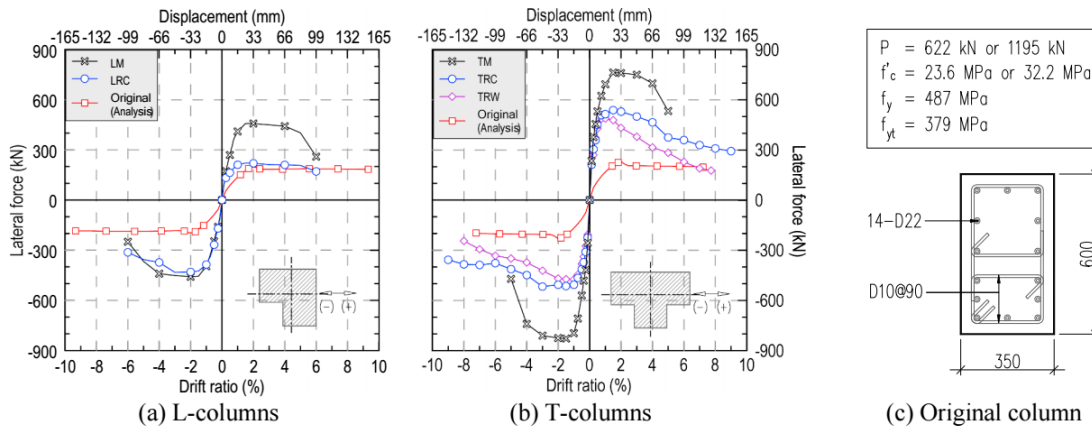 Displacement (mm)
-165-132 -99 -66 -33 0 33 66 99 132 165
900
600
300
0
-300
-600
-900
Lateral force (kN)
LM
LRC
Original
(Analysis)
(-) (+)
-10 -8 -6 -4 -2 0 2 4 6 8 10
Drift ratio (%)
(a) L-columns
Displacement (mm)
-165-132 -99 -66 -33 0 33 66 99 132 165
TM
TRC
TRW
Original
(Analysis)
(-) (+)
900
600
300
0
-300
-600
-900
Lateral force (kN)
-10 -8 -6 -4 -2 0 2 4 6 8 10
Drift ratio (%)
(b) T-columns
P = 622 kN or 1195 kN
f'c = 23.6 MPa or 32.2 MPa
fy = 487 MPa
fyt = 379 MPa
14-D22
D10@90
600
350
(c) Original column